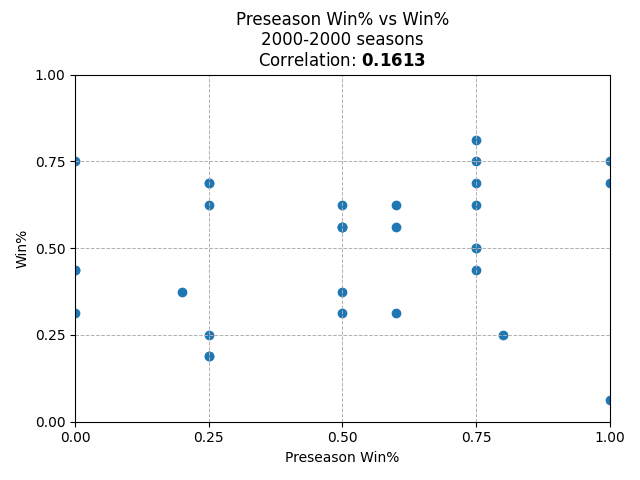 Preseason Win% vs Win%
2000-2000 seasons
Correlation: 0.1613
1.00
0.75
0.50
0.25
0.00
Win%
0.00 0.25 0.50 0.75 1.00
Preseason Win%